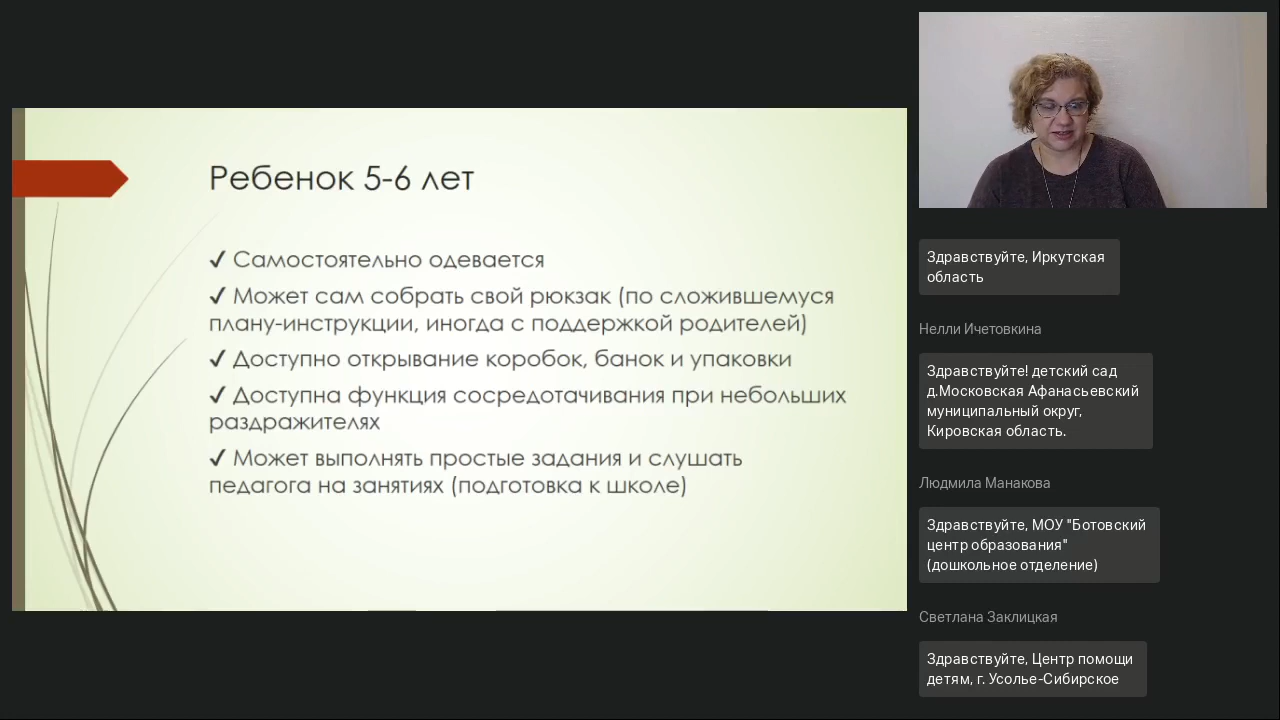 Ребенок 5-6 лет
✓ Самостоятельно одевается
✓ Может сам собрать свой рюкзак (по сложившемуся
плану-инструкции, иногда с поддержкой родителей)
✓ Доступно открывание коробок, банок и упаковки
✓ Доступна функция сосредотачивания при небольших
раздражителях
✓ Может выполнять простые задания и слушать
педагога на занятиях (подготовка к школе)
Здравствуйте, Иркутская
область
Нелли Ичетовкина
Здравствуйте! детский сад
д.Московская Афанасьевский
муниципальный округ,
Кировская область.
Людмила Манакова
Здравствуйте, МОУ "Ботовский
центр образования"
(дошкольное отделение)
Светлана Заклицкая
Здравствуйте, Центр помощи
детям, г. Усолье-Сибирское